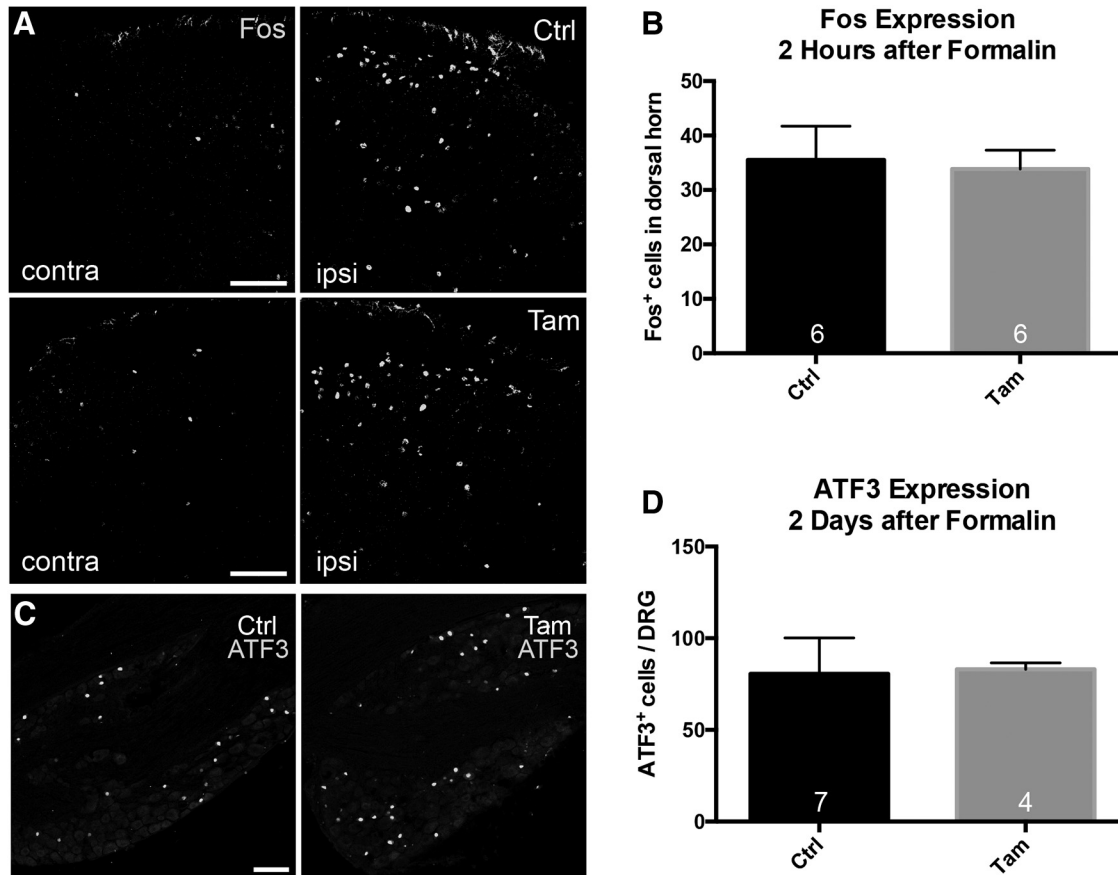 A
Fos
Ctrl
contra
ipsi
Tam
contra
ipsi
C
Ctrl
ATF3
Tam
ATF3
B
Fos Expression
2 Hours after Formalin
Fos⁺ cells in dorsal horn
50
40
30
20
10
0
6
6
Ctrl
Tam
D
ATF3 Expression
2 Days after Formalin
ATF3⁺ cells / DRG
150
100
50
0
7
4
Ctrl
Tam